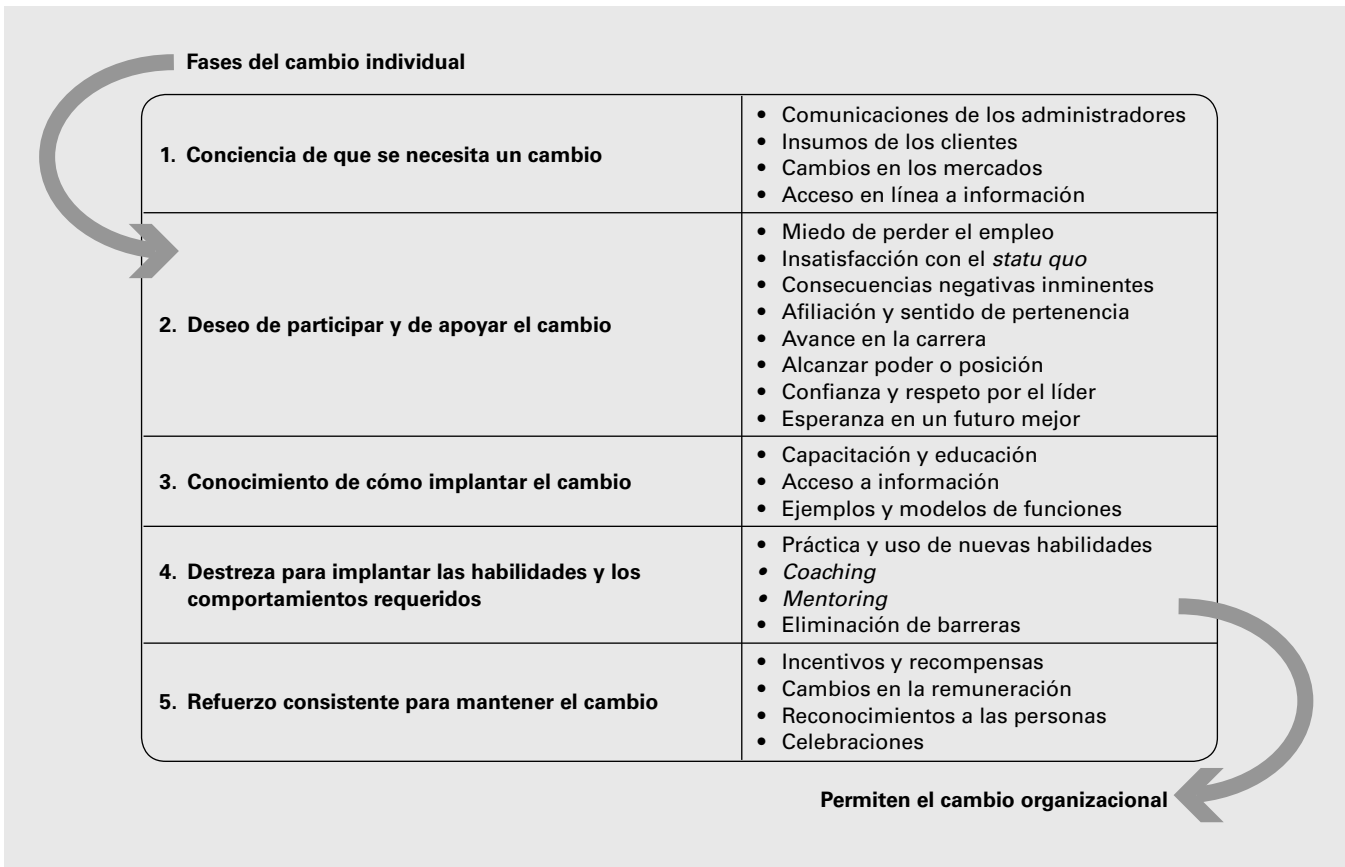 Fases del cambio individual
1. Conciencia de que se necesita un cambio
• Comunicaciones de los administradores
• Insumos de los clientes
• Cambios en los mercados
• Acceso en línea a información
2. Deseo de participar y de apoyar el cambio
• Miedo de perder el empleo
• Insatisfacción con el statu quo
• Consecuencias negativas inminentes
• Afiliación y sentido de pertenencia
• Avance en la carrera
• Alcanzar poder o posición
• Confianza y respeto por el líder
• Esperanza en un futuro mejor
3. Conocimiento de cómo implantar el cambio
• Capacitación y educación
• Acceso a información
• Ejemplos y modelos de funciones
4. Destreza para implantar las habilidades y los
comportamientos requeridos
• Práctica y uso de nuevas habilidades
• Coaching
• Mentoring
• Eliminación de barreras
5. Refuerzo consistente para mantener el cambio
• Incentivos y recompensas
• Cambios en la remuneración
• Reconocimientos a las personas
• Celebraciones
Permiten el cambio organizacional